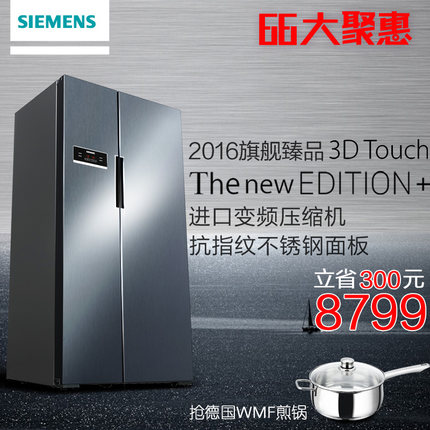 SIEMENS
66大聚惠
2016旗舰臻品 3D Touch
The new EDITION+
进口变频压缩机
抗指纹不锈钢面板
立省300元
8799
抢德国WMF煎锅